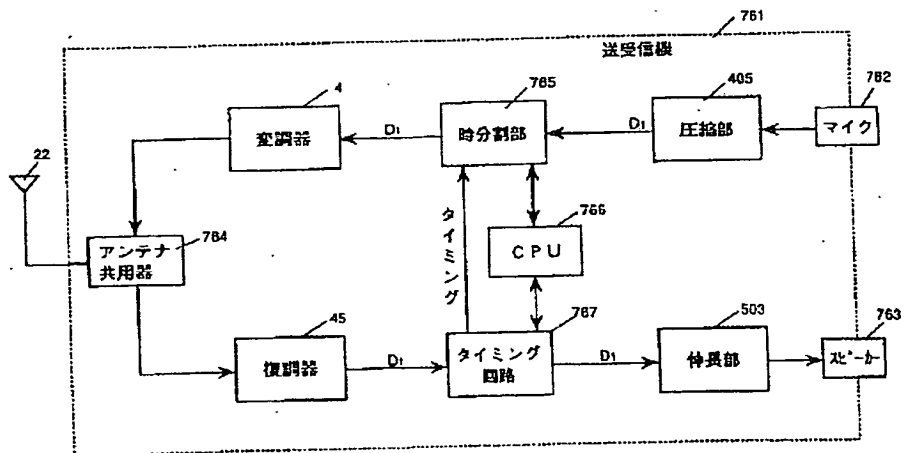 761
送受信機
4
765
405
762
変調器
D1
時分割部
D1
圧縮部
マイク
22
タイミング
766
CPU
アンテナ
共用器
764
45
767
503
763
復調器
D1
タイミング
回路
D1
伸長部
スピーカー